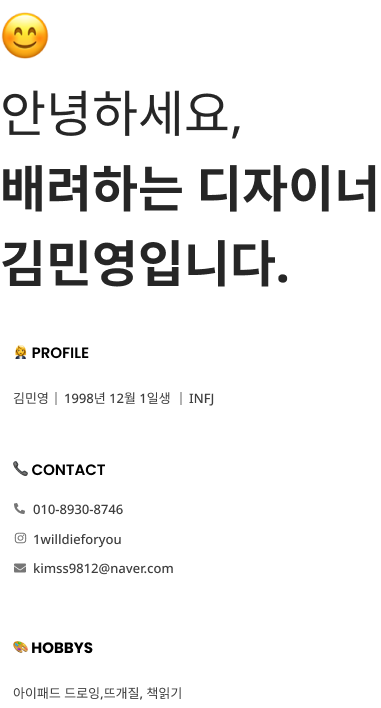 안녕하세요,
배려하는 디자이너
김민영입니다.
PROFILE
김민영 | 1998년 12월 1일생 | INFJ
CONTACT
010-8930-8746
1willdieforyou
kimss9812@naver.com
HOBBYS
아이패드 드로잉,뜨개질, 책읽기